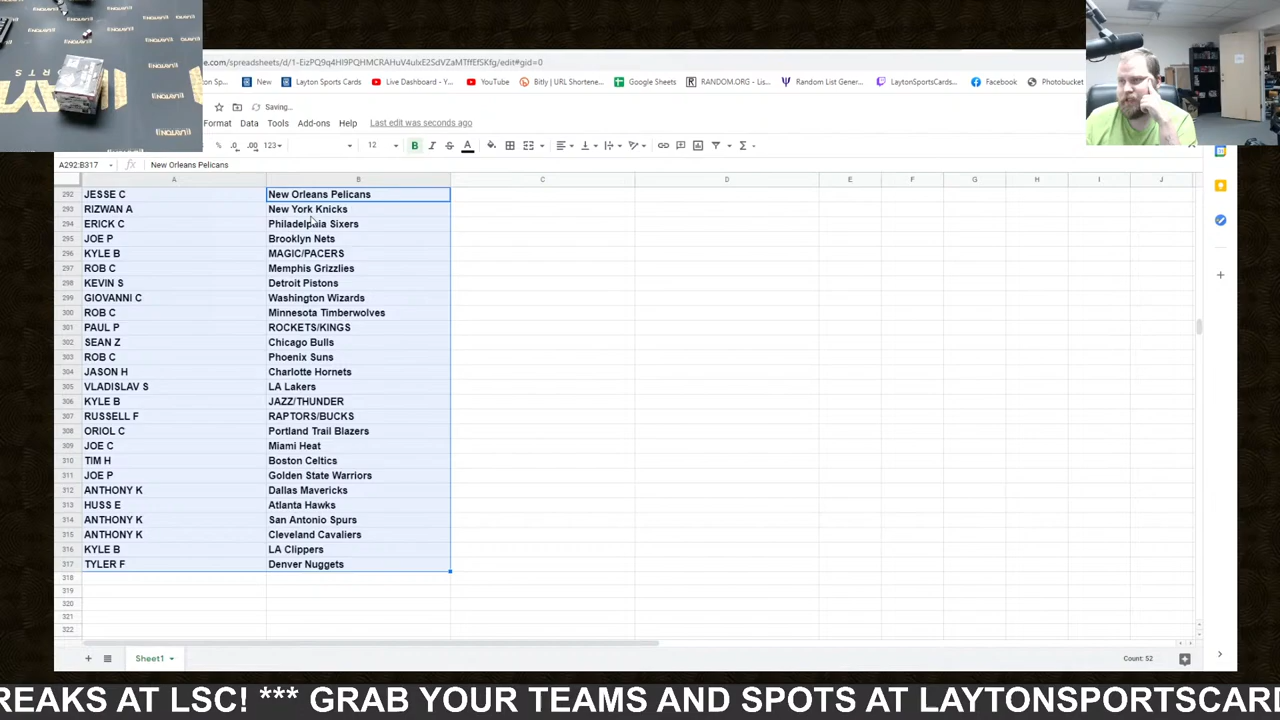 e.com/spreadsheets/d/1-EizPQ9q4HI9PQHMCRAHuV4ulxE2SdVZaMTffEfSKfg/edit#gid=0
on Sp... New Layton Sports Cards Live Dashboard - Y... YouTube Bitly | URL Shortene... Google Sheets RANDOM.ORG - Lis... Random List Gener... LaytonSportsCards... Facebook Photobucket
Saving...
Format Data Tools Add-ons Help Last edit was seconds ago
% .0 .00 123 12 B I A
A292:B317 fx New Orleans Pelicans
A B C D E F G H I J
292 JESSE C New Orleans Pelicans
293 RIZWAN A New York Knicks
294 ERICK C Philadelphia Sixers
295 JOE P Brooklyn Nets
296 KYLE B MAGIC/PACERS
297 ROB C Memphis Grizzlies
298 KEVIN S Detroit Pistons
299 GIOVANNI C Washington Wizards
300 ROB C Minnesota Timberwolves
301 PAUL P ROCKETS/KINGS
302 SEAN Z Chicago Bulls
303 ROB C Phoenix Suns
304 JASON H Charlotte Hornets
305 VLADISLAV S LA Lakers
306 KYLE B JAZZ/THUNDER
307 RUSSELL F RAPTORS/BUCKS
308 ORIOL C Portland Trail Blazers
309 JOE C Miami Heat
310 TIM H Boston Celtics
311 JOE P Golden State Warriors
312 ANTHONY K Dallas Mavericks
313 HUSS E Atlanta Hawks
314 ANTHONY K San Antonio Spurs
315 ANTHONY K Cleveland Cavaliers
316 KYLE B LA Clippers
317 TYLER F Denver Nuggets
318
319
320
321
322
Sheet1 Count: 52
REAKS AT LSC! *** GRAB YOUR TEAMS AND SPOTS AT LAYTONSPORTSCARD